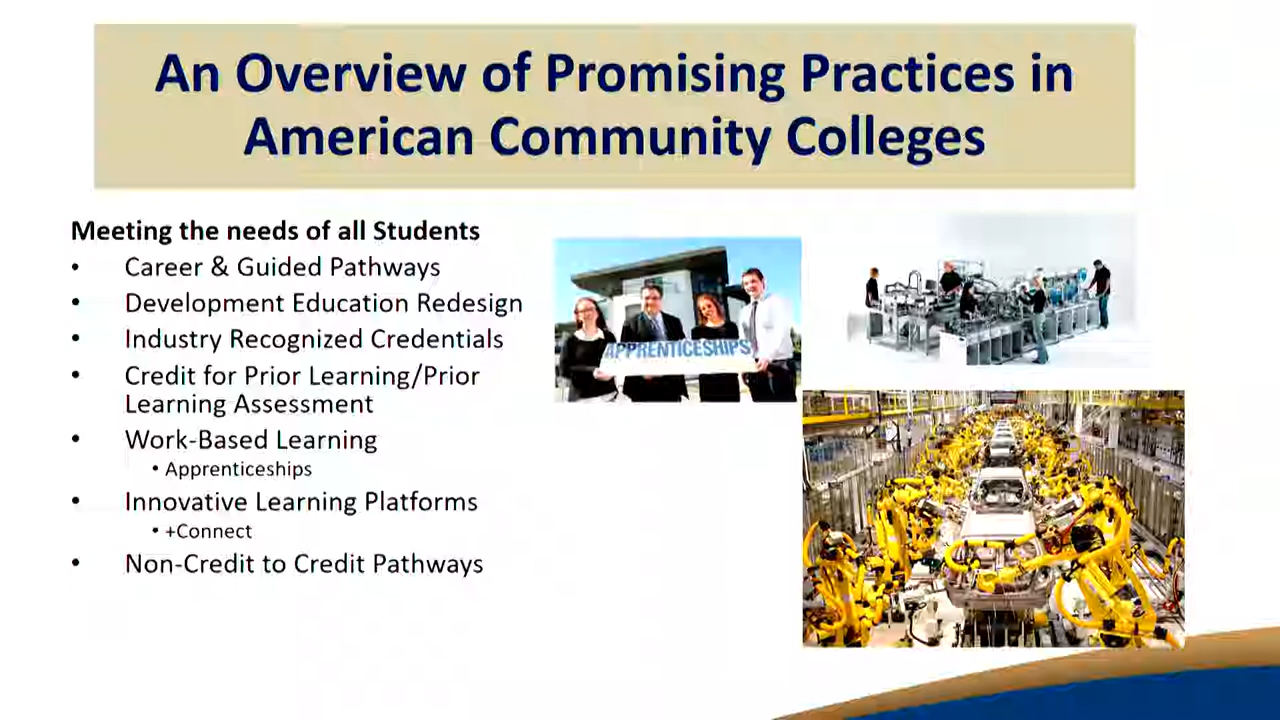 An Overview of Promising Practices in
American Community Colleges
Meeting the needs of all Students
• Career & Guided Pathways
• Development Education Redesign
• Industry Recognized Credentials
• Credit for Prior Learning/Prior
Learning Assessment
• Work-Based Learning
• Apprenticeships
• Innovative Learning Platforms
• +Connect
• Non-Credit to Credit Pathways
APPRENTICESHIPS